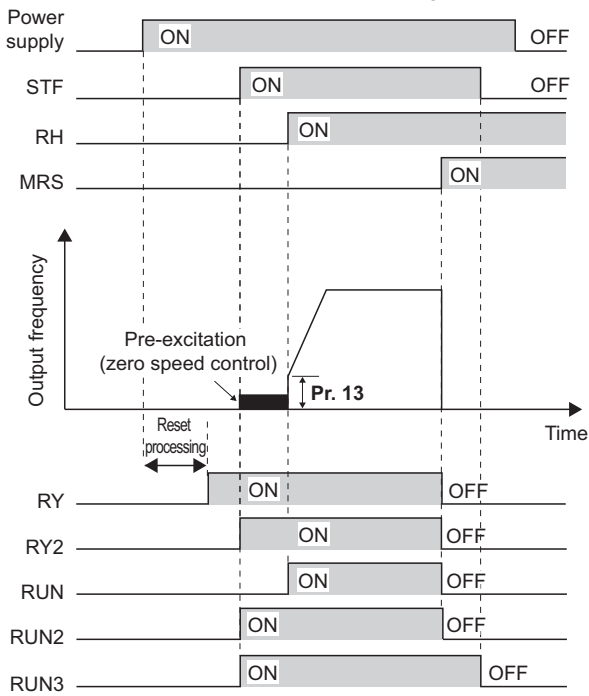 Power
supply
ON
OFF
STF
ON
OFF
RH
ON
MRS
ON
Output frequency
Pre-excitation
(zero speed control)
Pr. 13
Time
Reset
processing
RY
ON
OFF
RY2
ON
OFF
RUN
ON
OFF
RUN2
ON
OFF
RUN3
ON
OFF